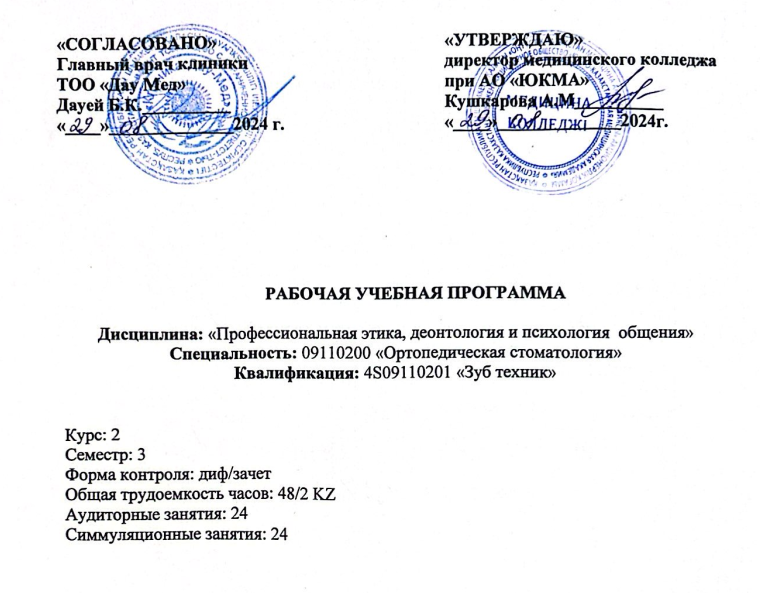 «СОГЛАСОВАНО»
Главный врач клиники
ТОО «Дау Мед»
Дауей Б.К.
« 29 » 08 2024 г.
«УТВЕРЖДАЮ»
директор медицинского колледжа
при АО «ЮКМА»
Кушкарова А.М.
« 29 » 08 2024г.
РАБОЧАЯ УЧЕБНАЯ ПРОГРАММА
Дисциплина: «Профессиональная этика, деонтология и психология общения»
Специальность: 09110200 «Ортопедическая стоматология»
Квалификация: 4S09110201 «Зуб техник»
Курс: 2
Семестр: 3
Форма контроля: диф/зачет
Общая трудоемкость часов: 48/2 KZ
Аудиторные занятия: 24
Симмуляционные занятия: 24